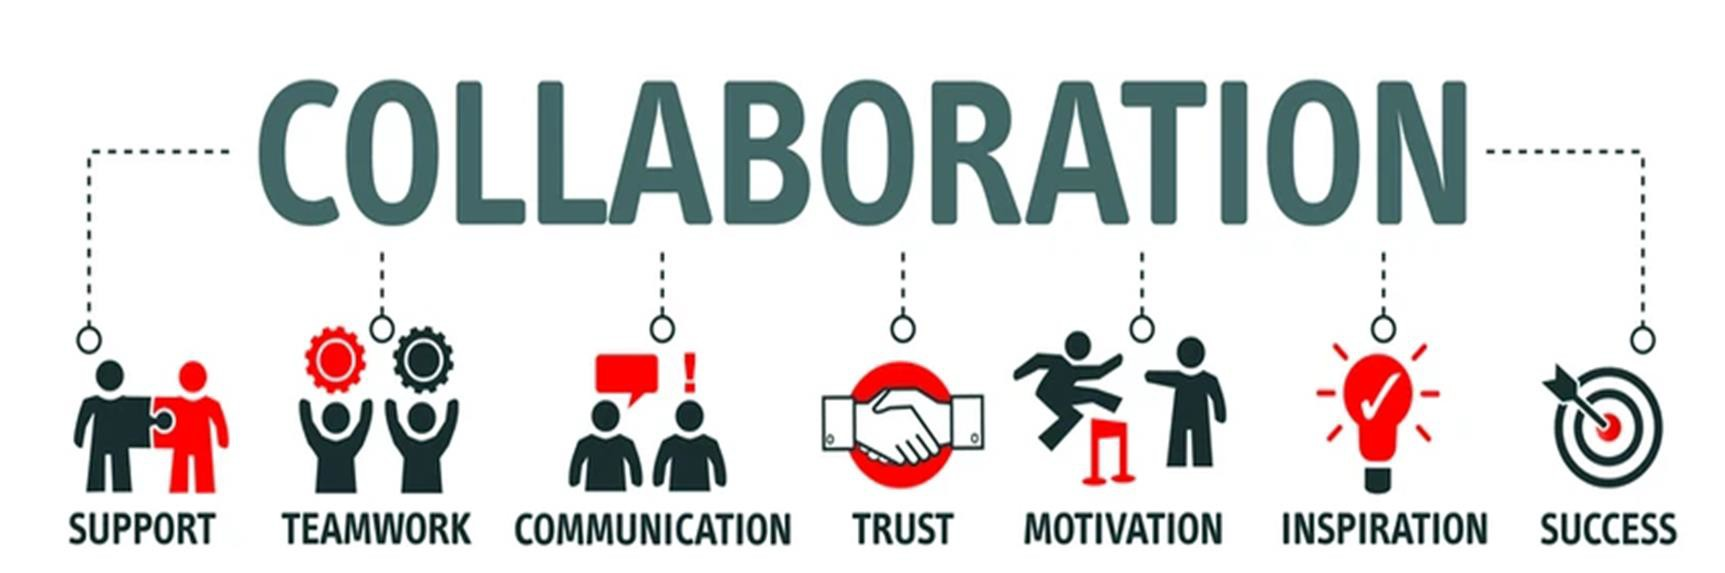 COLLABORATION
SUPPORT TEAMWORK COMMUNICATION TRUST MOTIVATION INSPIRATION SUCCESS